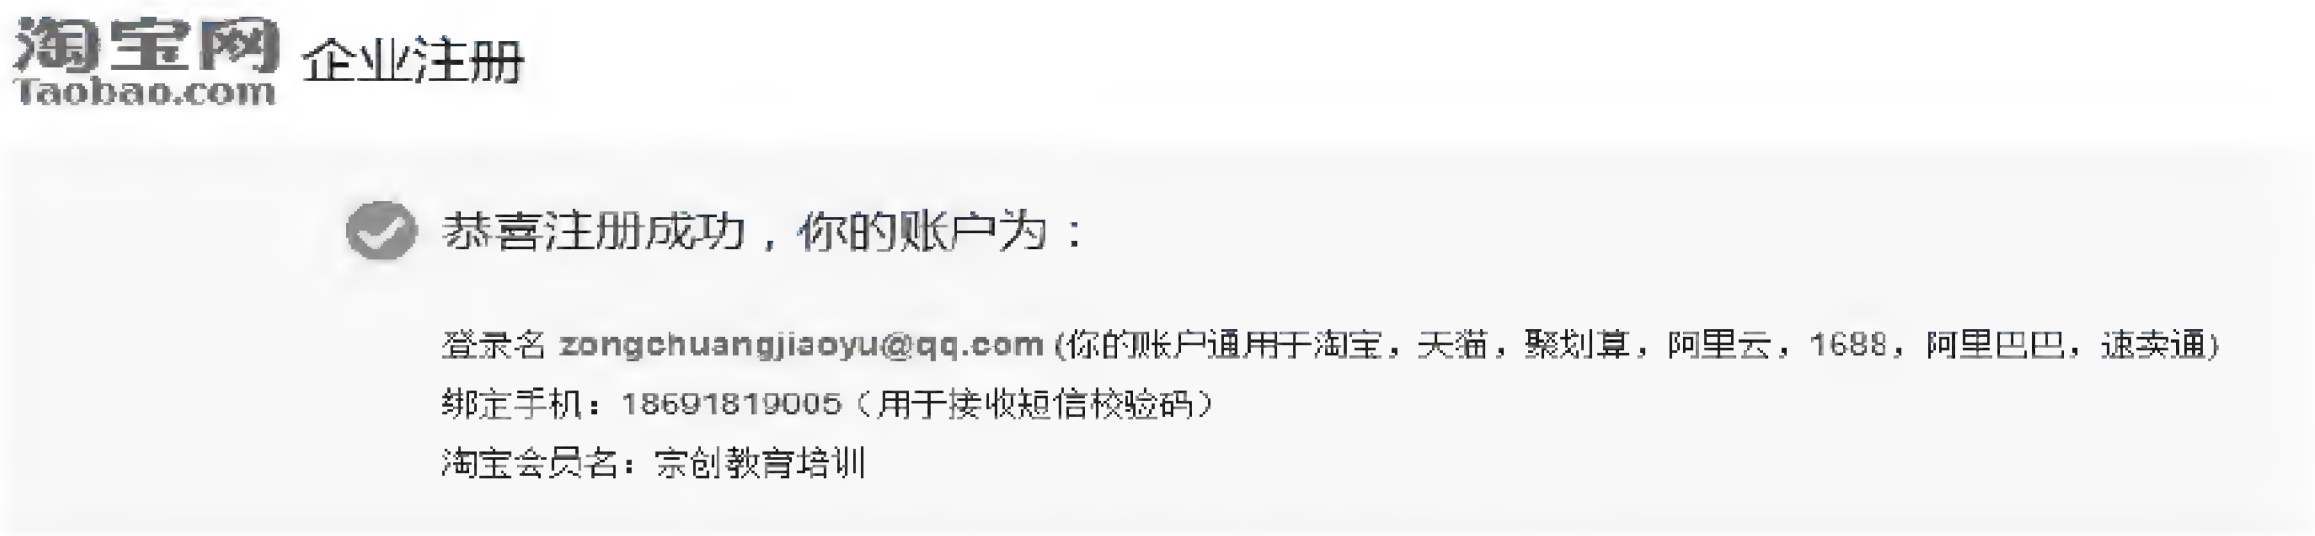 淘宝网 企业注册
Taobao.com
恭喜注册成功，你的账户为：
登录名 zongchuangjiaoyu@qq.com (你的账户通用于淘宝，天猫，聚划算，阿里云，1688，阿里巴巴，速卖通)
绑定手机：18691819005（用于接收短信校验码）
淘宝会员名：宗创教育培训